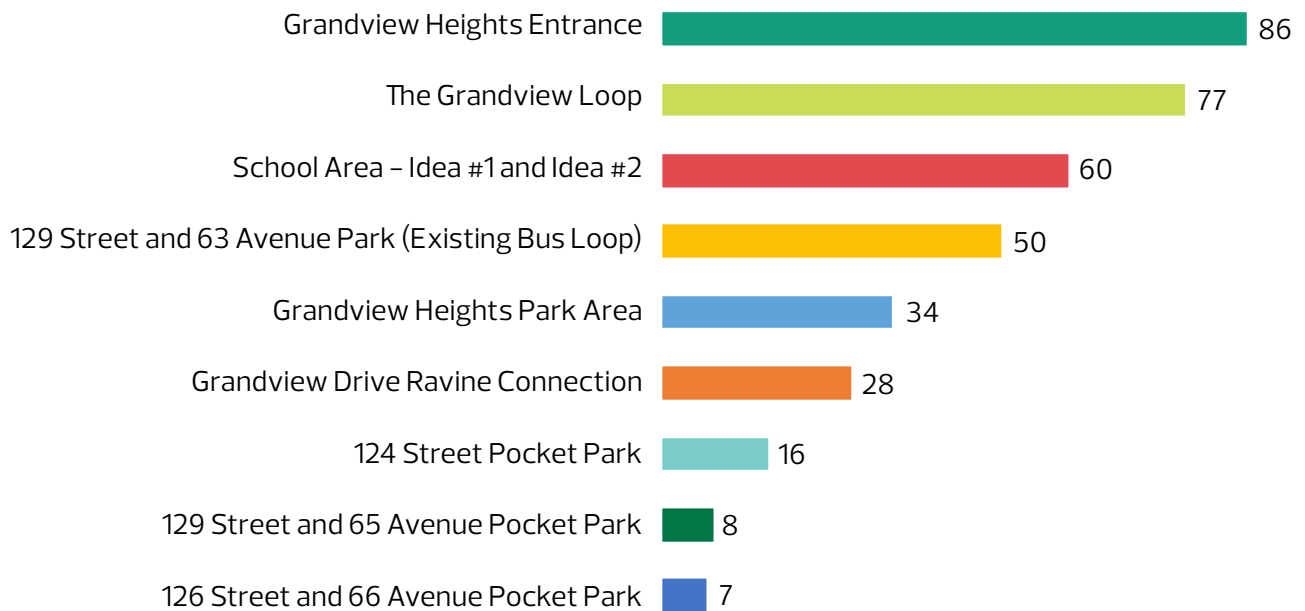 Grandview Heights Entrance 86
The Grandview Loop 77
School Area – Idea #1 and Idea #2 60
129 Street and 63 Avenue Park (Existing Bus Loop) 50
Grandview Heights Park Area 34
Grandview Drive Ravine Connection 28
124 Street Pocket Park 16
129 Street and 65 Avenue Pocket Park 8
126 Street and 66 Avenue Pocket Park 7